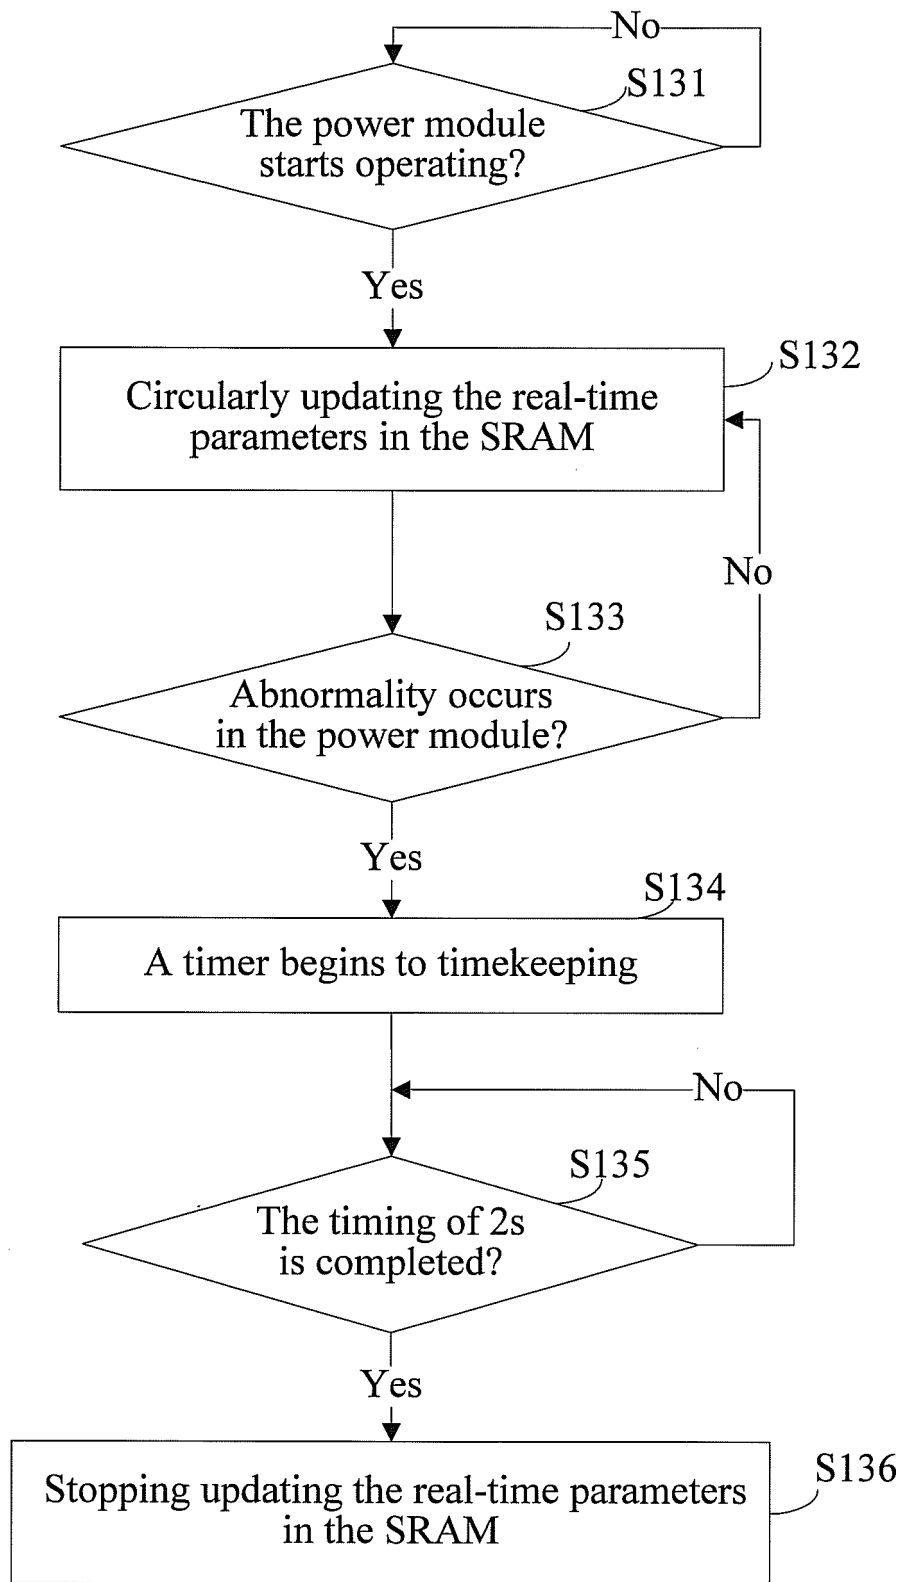 No
S131
The power module
starts operating?
Yes
S132
Circularly updating the real-time
parameters in the SRAM
No
S133
Abnormality occurs
in the power module?
Yes
S134
A timer begins to timekeeping
No
S135
The timing of 2s
is completed?
Yes
S136
Stopping updating the real-time parameters
in the SRAM